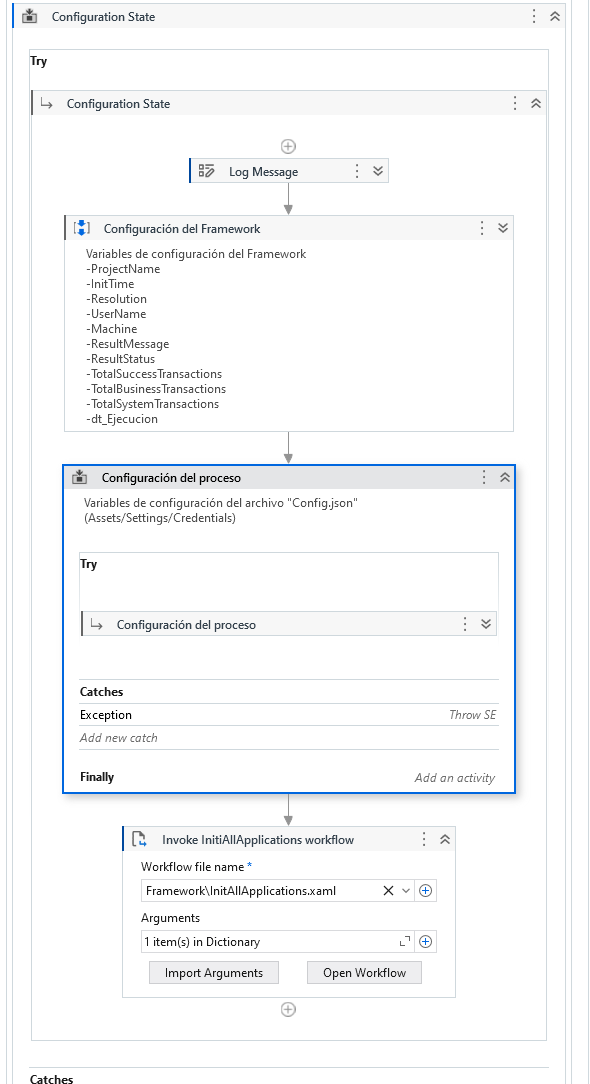 Configuration State
Try
Configuration State
Log Message
Configuración del Framework
Variables de configuración del Framework
-ProjectName
-InitTime
-Resolution
-UserName
-Machine
-ResultMessage
-ResultStatus
-TotalSuccessTransactions
-TotalBusinessTransactions
-TotalSystemTransactions
-dt_Ejecucion
Configuración del proceso
Variables de configuración del archivo "Config.json"
(Assets/Settings/Credentials)
Try
Configuración del proceso
Catches
Exception Throw SE
Add new catch
Finally Add an activity
Invoke InitiAllApplications workflow
Workflow file name *
Framework\InitAllApplications.xaml
Arguments
1 item(s) in Dictionary
Import Arguments Open Workflow
Catches